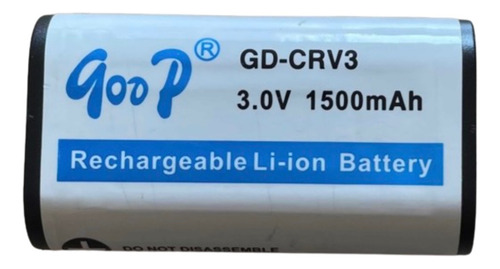 gooP® GD-CRV3
3.0V 1500mAh
Rechargeable Li-ion Battery
DO NOT DISASSEMBLE